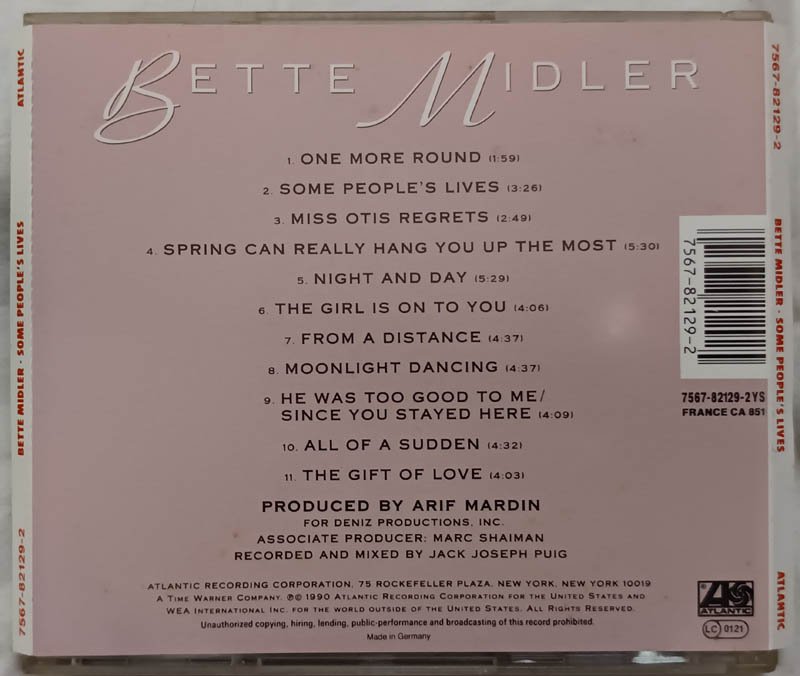 BETTE MIDLER
1. ONE MORE ROUND (1:59)
2. SOME PEOPLE'S LIVES (3:26)
3. MISS OTIS REGRETS (2:49)
4. SPRING CAN REALLY HANG YOU UP THE MOST (5:30)
5. NIGHT AND DAY (5:29)
6. THE GIRL IS ON TO YOU (4:06)
7. FROM A DISTANCE (4:37)
8. MOONLIGHT DANCING (4:37)
9. HE WAS TOO GOOD TO ME/
SINCE YOU STAYED HERE (4:09)
10. ALL OF A SUDDEN (4:32)
11. THE GIFT OF LOVE (4:03)
PRODUCED BY ARIF MARDIN
FOR DENIZ PRODUCTIONS, INC.
ASSOCIATE PRODUCER: MARC SHAIMAN
RECORDED AND MIXED BY JACK JOSEPH PUIG
ATLANTIC RECORDING CORPORATION, 75 ROCKEFELLER PLAZA, NEW YORK, NEW YORK 10019
A TIME WARNER COMPANY. ℗© 1990 ATLANTIC RECORDING CORPORATION FOR THE UNITED STATES AND
WEA INTERNATIONAL INC. FOR THE WORLD OUTSIDE OF THE UNITED STATES. ALL RIGHTS RESERVED.
Unauthorized copying, hiring, lending, public-performance and broadcasting of this record prohibited.
Made in Germany
7567-82129-2
7567-82129-2YS
FRANCE CA 851
ATLANTIC
LC 0121
7567-82129-2 BETTE MIDLER · SOME PEOPLE'S LIVES ATLANTIC
7567-82129-2 BETTE MIDLER · SOME PEOPLE'S LIVES ATLANTIC